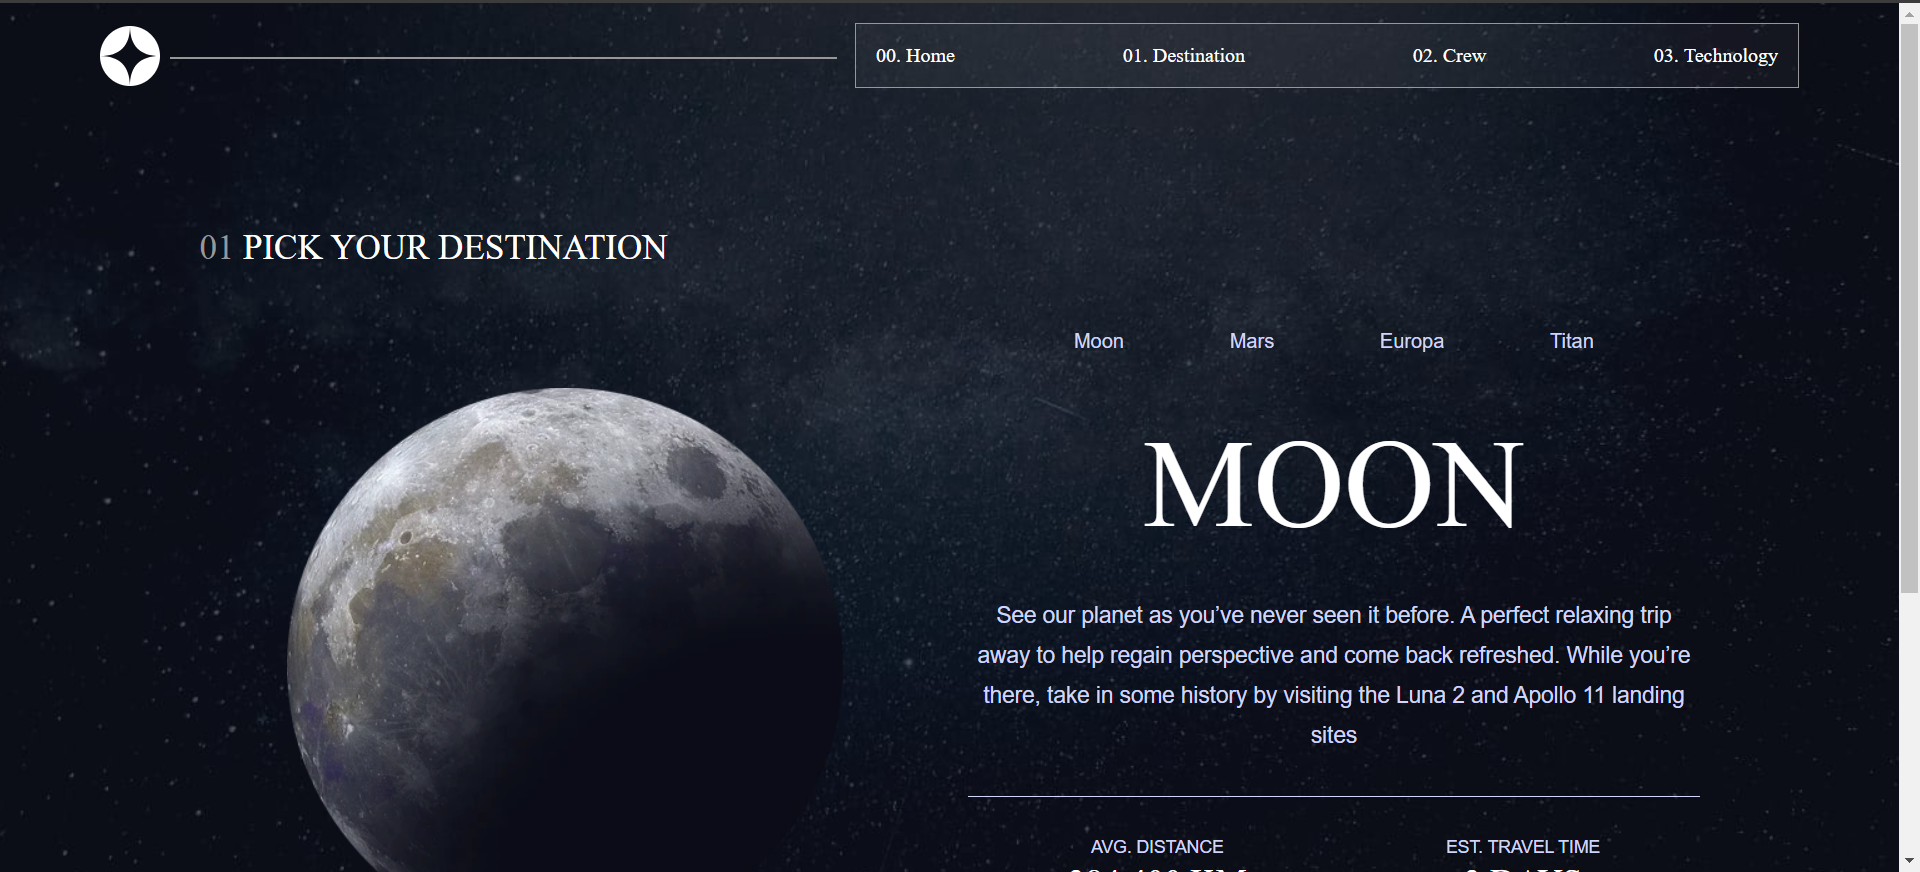 00. Home 01. Destination 02. Crew 03. Technology
01 PICK YOUR DESTINATION
Moon Mars Europa Titan
MOON
See our planet as you’ve never seen it before. A perfect relaxing trip
away to help regain perspective and come back refreshed. While you’re
there, take in some history by visiting the Luna 2 and Apollo 11 landing
sites
AVG. DISTANCE EST. TRAVEL TIME